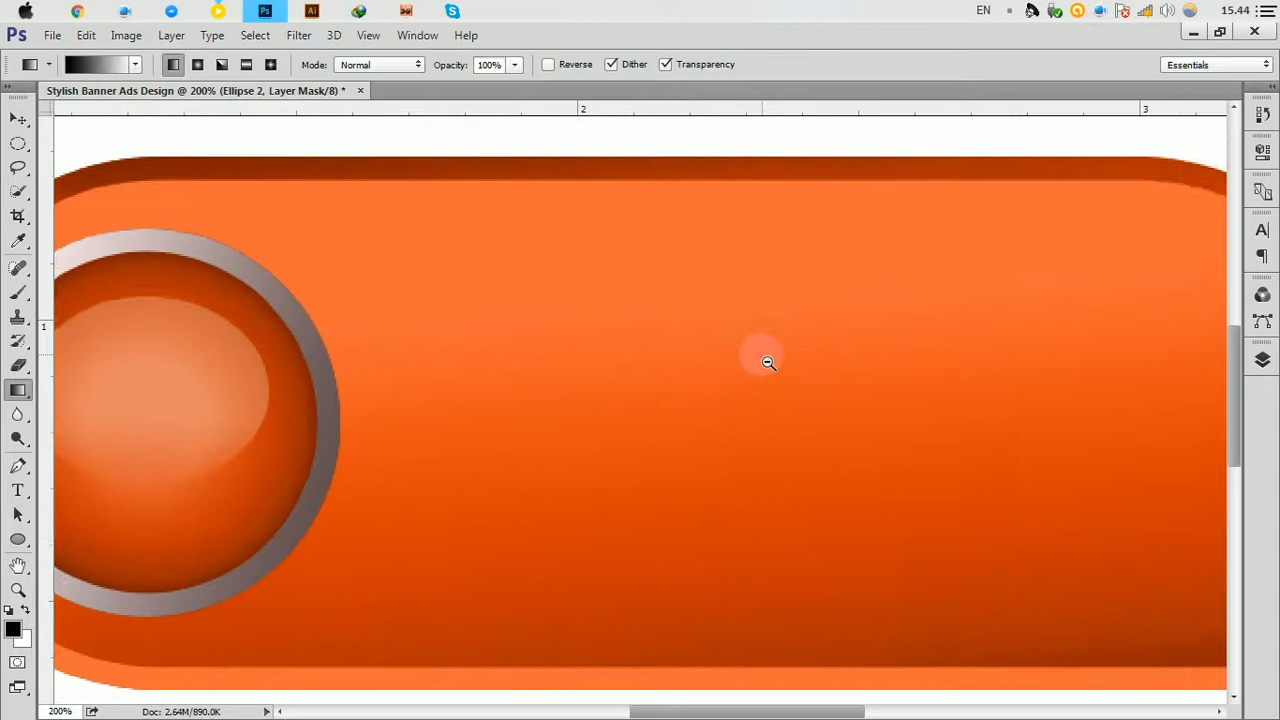 EN
15.44
Ps
File Edit Image Layer Type Select Filter 3D View Window Help
Mode: Normal Opacity: 100% Reverse Dither Transparency Essentials
Stylish Banner Ads Design @ 200% (Ellipse 2, Layer Mask/8) *
2 3
1
T
A
200% Doc: 2.64M/890.0K